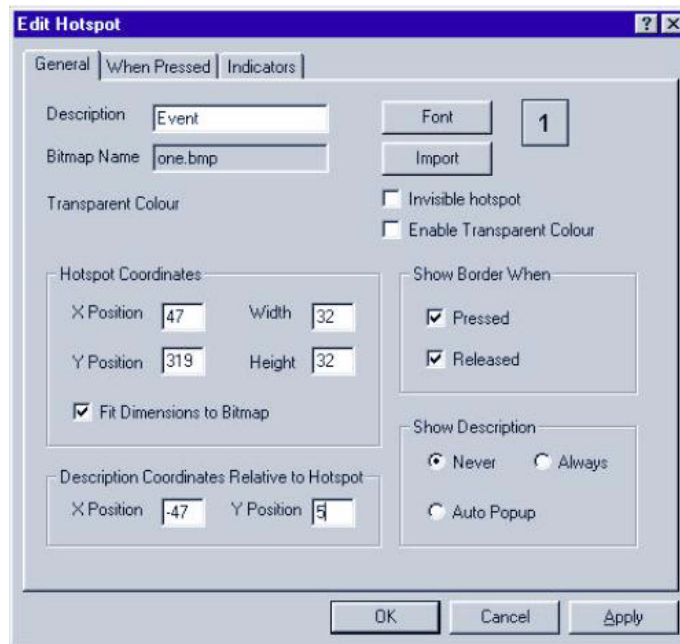 Edit Hotspot
General When Pressed Indicators
Description Event Font 1
Bitmap Name one.bmp Import
Transparent Colour Invisible hotspot
Enable Transparent Colour
Hotspot Coordinates Show Border When
X Position 47 Width 32 Pressed
Y Position 319 Height 32 Released
Fit Dimensions to Bitmap
Show Description
Never Always
Description Coordinates Relative to Hotspot
X Position -47 Y Position 5 Auto Popup
OK Cancel Apply